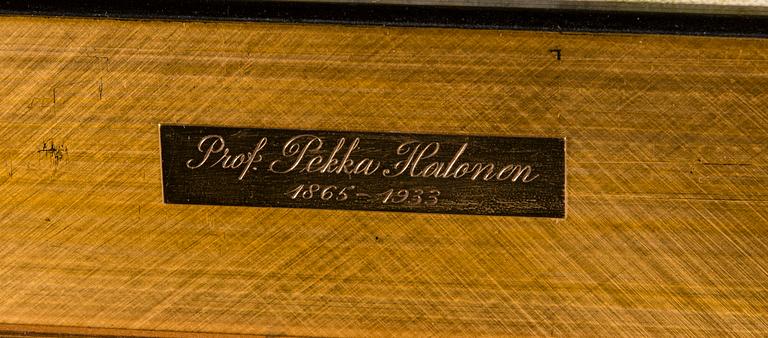 Prof. Pekka Halonen
1865-1933